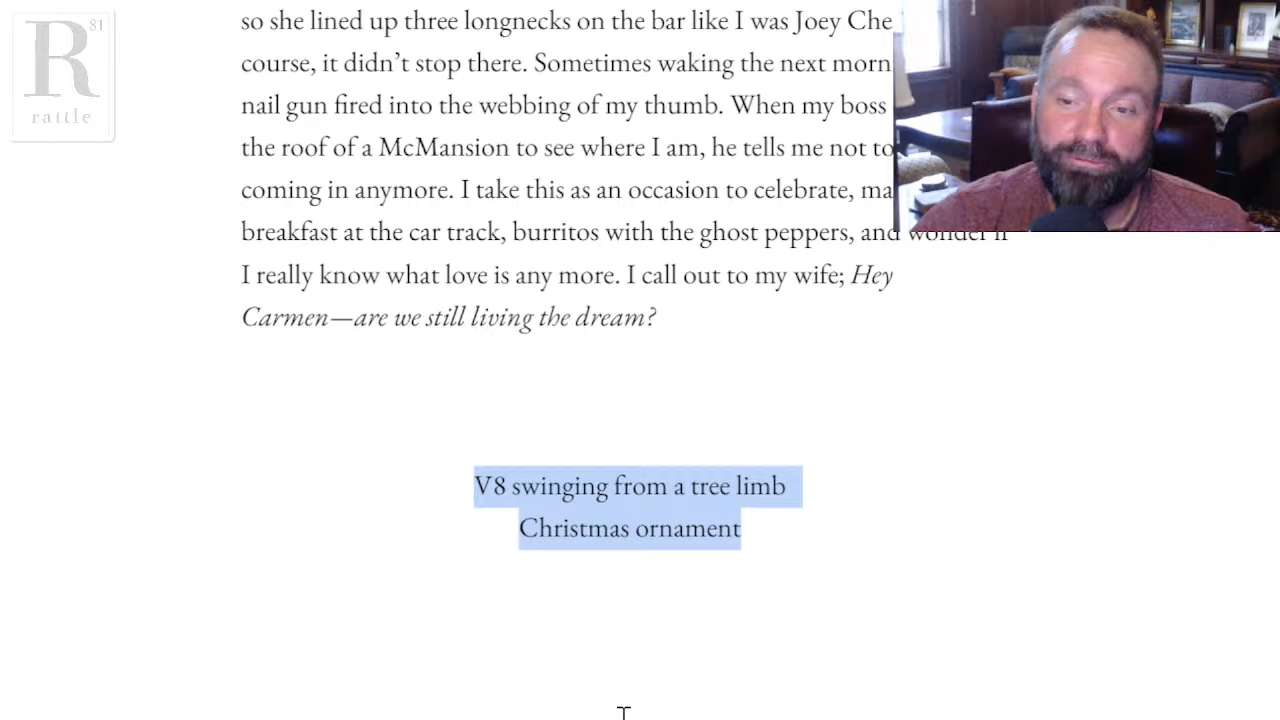 R 81
rattle
so she lined up three longnecks on the bar like I was Joey
course, it didn’t stop there. Sometimes waking the next
nail gun fired into the webbing of my thumb. When my boss
the roof of a McMansion to see where I am, he tells me not to
coming in anymore. I take this as an occasion to celebrate,
breakfast at the car track, burritos with the ghost peppers, and wonder if
I really know what love is any more. I call out to my wife; Hey
Carmen—are we still living the dream?
V8 swinging from a tree limb
Christmas ornament